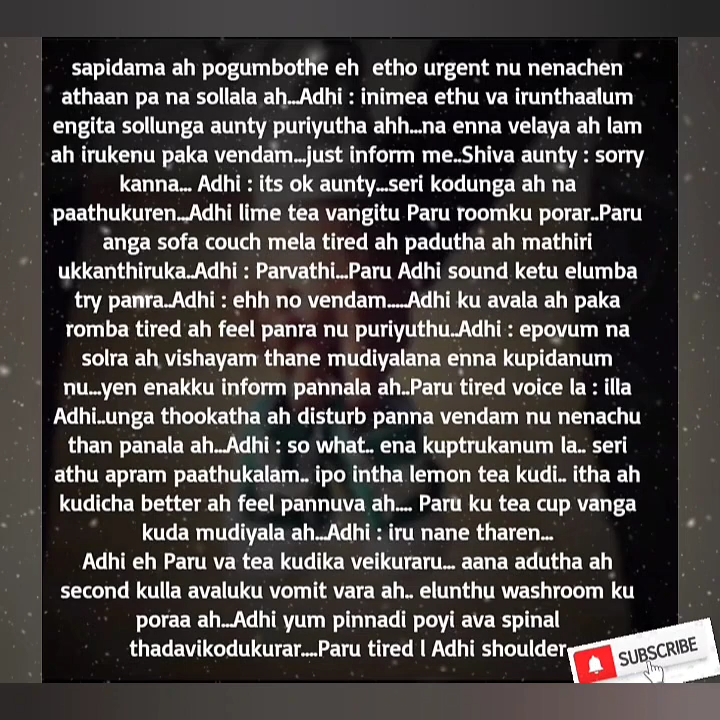 sapidama ah pogumbothe eh etho urgent nu nenachen
athaan pa na sollala ah...Adhi : inimea ethu va irunthaalum
engita sollunga aunty puriyutha ahh...na enna velaya ah lam
ah irukenu paka vendam...just inform me..Shiva aunty : sorry
kanna... Adhi : its ok aunty...seri kodunga ah na
paathukuren...Adhi lime tea vangitu Paru roomku porar..Paru
anga sofa couch mela tired ah padutha ah mathiri
ukkanthiruka..Adhi : Parvathi...Paru Adhi sound ketu elumba
try panra..Adhi : ehh no vendam.....Adhi ku avala ah paka
romba tired ah feel panra nu puriyuthu..Adhi : epovum na
solra ah vishayam thane mudiyalana enna kupidanum
nu...yen enakku inform pannala ah..Paru tired voice la : illa
Adhi..unga thookatha ah disturb panna vendam nu nenachu
than panala ah...Adhi : so what.. ena kuptrukanum la.. seri
athu apram paathukalam.. ipo intha lemon tea kudi.. itha ah
kudicha better ah feel pannuva ah.... Paru ku tea cup vanga
kuda mudiyala ah...Adhi : iru nane tharen...
Adhi eh Paru va tea kudika veikuraru... aana adutha ah
second kulla avaluku vomit vara ah.. elunthu washroom ku
poraa ah...Adhi yum pinnadi poyi ava spinal
thadavikodukurar....Paru tired l Adhi shoulder
SUBSCRIBE